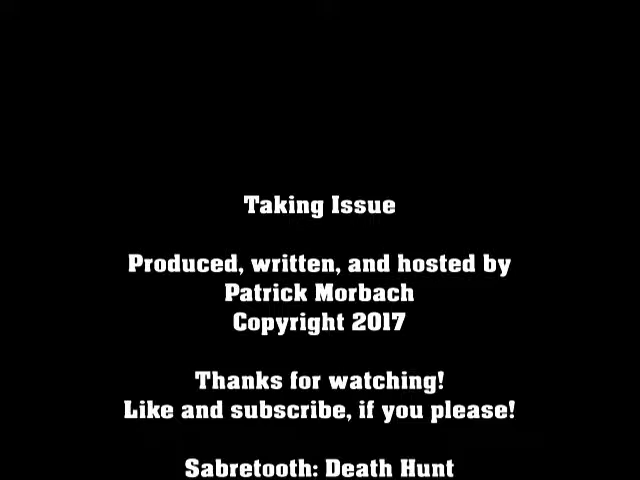 Taking Issue
Produced, written, and hosted by
Patrick Morbach
Copyright 2017
Thanks for watching!
Like and subscribe, if you please!
Sabretooth: Death Hunt